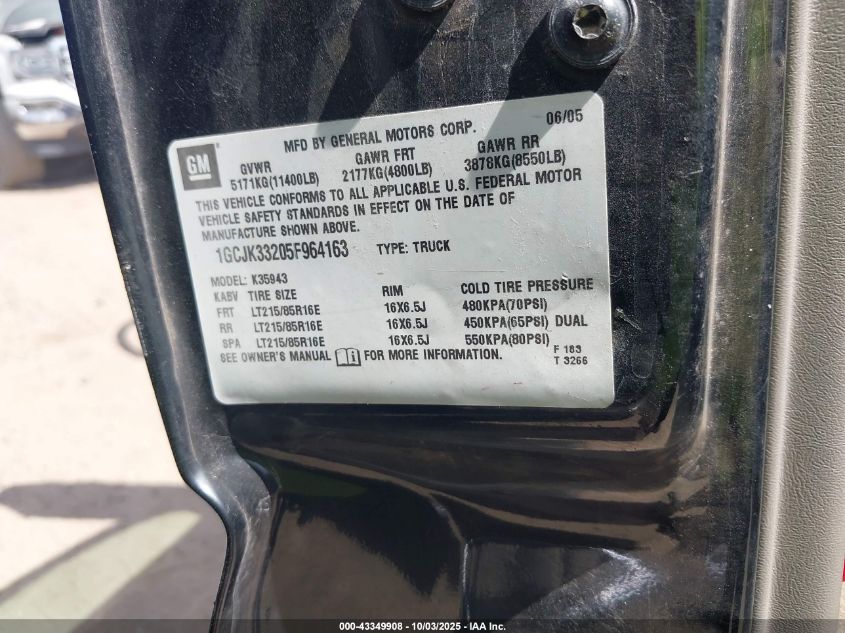 MFD BY GENERAL MOTORS CORP. 06/05
GM
GVWR GAWR FRT GAWR RR
5171KG(11400LB) 2177KG(4800LB) 3878KG(8550LB)
THIS VEHICLE CONFORMS TO ALL APPLICABLE U.S. FEDERAL MOTOR
VEHICLE SAFETY STANDARDS IN EFFECT ON THE DATE OF
MANUFACTURE SHOWN ABOVE.
1GCJK33205F964163 TYPE: TRUCK
MODEL: K35943
KABV TIRE SIZE RIM COLD TIRE PRESSURE
FRT LT215/85R16E 16X6.5J 480KPA(70PSI)
RR LT215/85R16E 16X6.5J 450KPA(65PSI) DUAL
SPA LT215/85R16E 16X6.5J 550KPA(80PSI)
SEE OWNER'S MANUAL FOR MORE INFORMATION.
F 183
T 3266
000-43349908 - 10/03/2025 - IAA Inc.